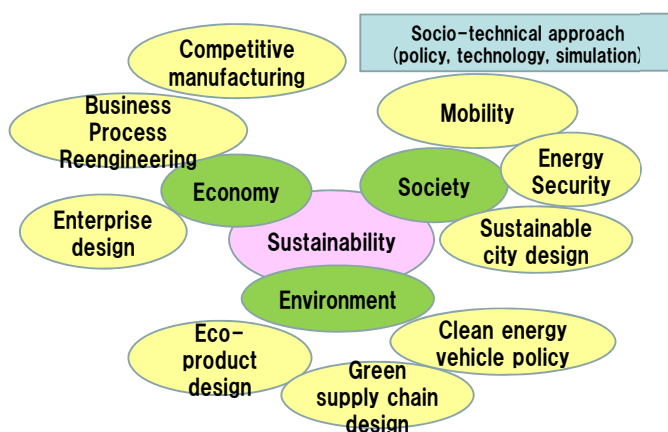 Socio-technical approach
(policy, technology, simulation)
Competitive
manufacturing
Business
Process
Reengineering
Mobility
Energy
Security
Economy
Society
Enterprise
design
Sustainability
Sustainable
city design
Environment
Eco-
product
design
Clean energy
vehicle policy
Green
supply chain
design